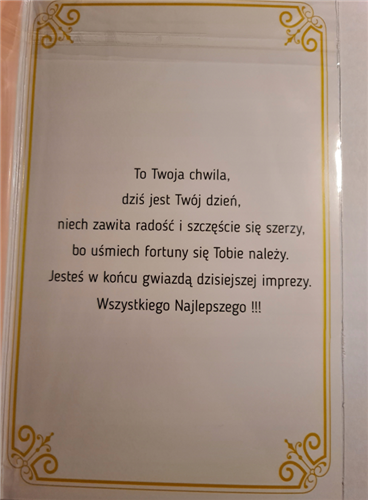 To Twoja chwila,
dziś jest Twój dzień,
niech zawita radość i szczęście się szerzy,
bo uśmiech fortuny się Tobie należy.
Jesteś w końcu gwiazdą dzisiejszej imprezy.
Wszystkiego Najlepszego !!!